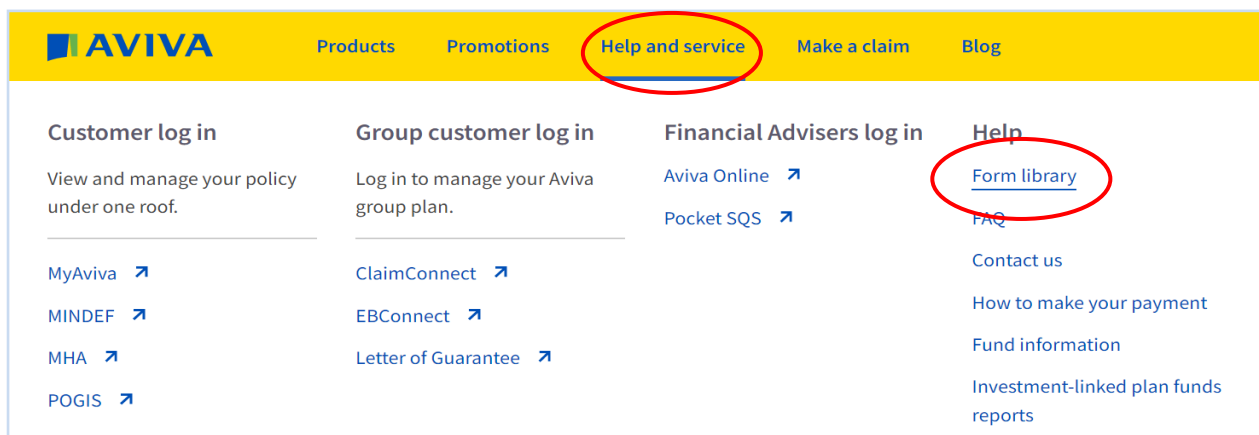 AVIVA
Products Promotions Help and service Make a claim Blog
Customer log in
View and manage your policy
under one roof.
MyAviva
MINDEF
MHA
POGIS
Group customer log in
Log in to manage your Aviva
group plan.
ClaimConnect
EBConnect
Letter of Guarantee
Financial Advisers log in
Aviva Online
Pocket SQS
Help
Form library
FAQ
Contact us
How to make your payment
Fund information
Investment-linked plan funds
reports